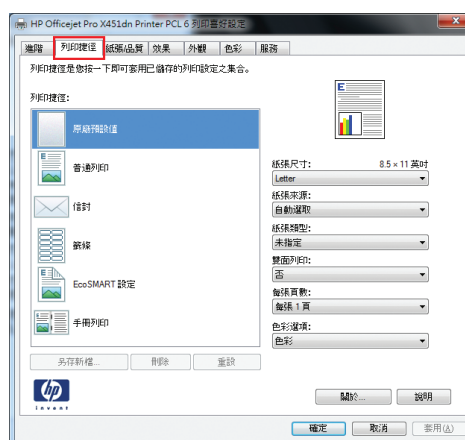 HP Officejet Pro X451dn Printer PCL 6 列印喜好設定
進階 列印捷徑 紙張/品質 效果 外觀 色彩 服務
列印捷徑是您按一下即可套用已儲存的列印設定之集合。
列印捷徑:
原廠預設值
普通列印
信封
籤條
EcoSMART 設定
手冊列印
另存新檔... 刪除 重設
E
紙張尺寸: 8.5 × 11 英吋
Letter
紙張來源:
自動選取
紙張類型:
未指定
雙面列印:
否
每張頁數:
每張 1 頁
色彩選項:
色彩
hp
invent
關於... 說明
確定 取消 套用(A)